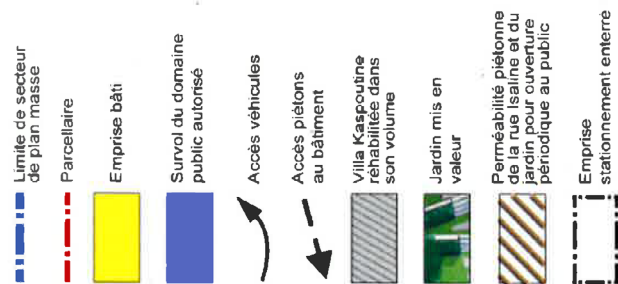 Limite de secteur
de plan masse
Parcellaire
Emprise bâti
Survol du domaine
public autorisé
Accès véhicules
Accès piétons
au bâtiment
Villa Kaspoutine
réhabilitée dans
son volume
Jardin mis en
valeur
Perméabilité piétonne
de la rue Isaline et du
jardin pour ouverture
périodique au public
Emprise
stationnement enterré